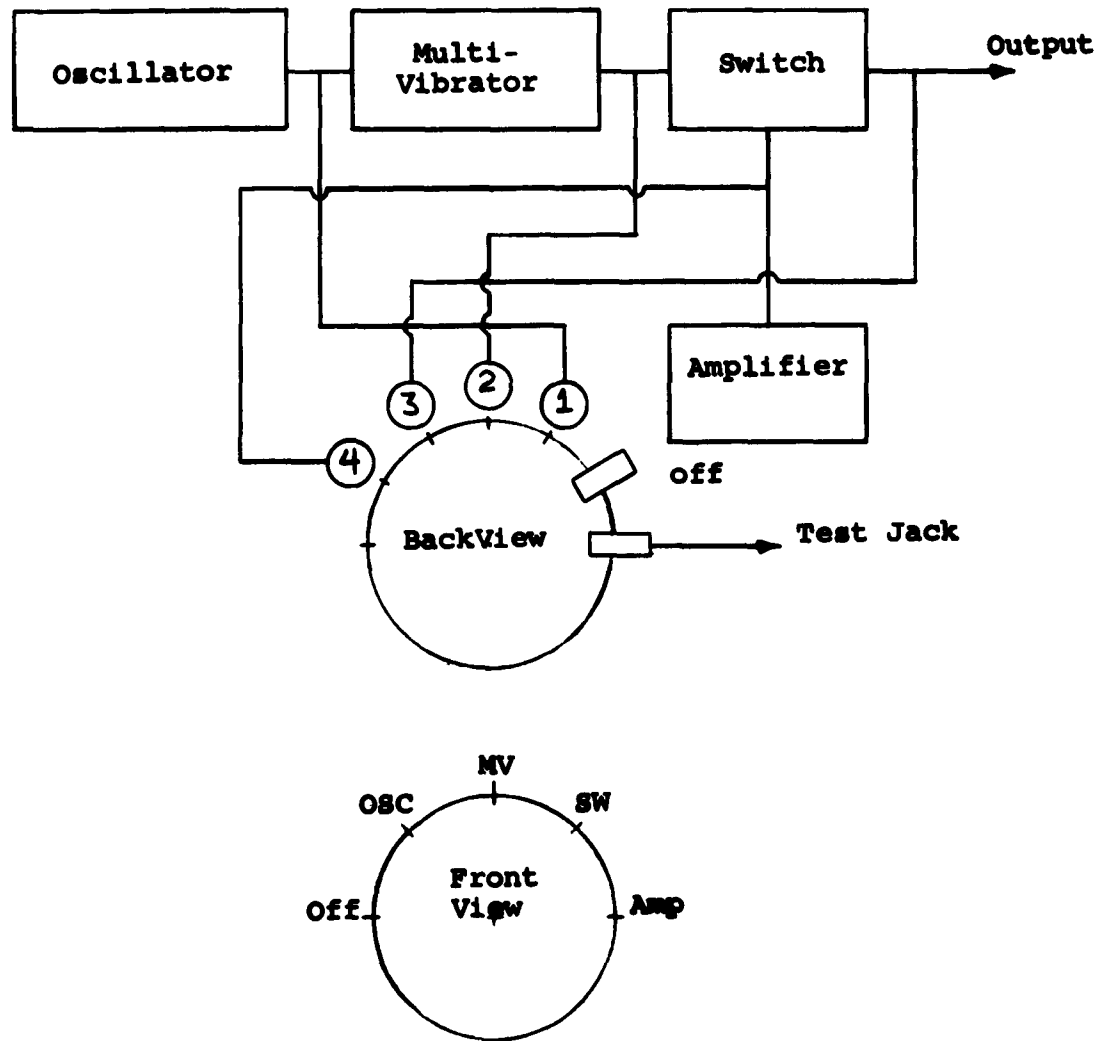 Oscillator
Multi-
Vibrator
Switch
Output
Amplifier
2
3
1
4
off
BackView
Test Jack
MV
OSC
SW
Front
View
Off
Amp